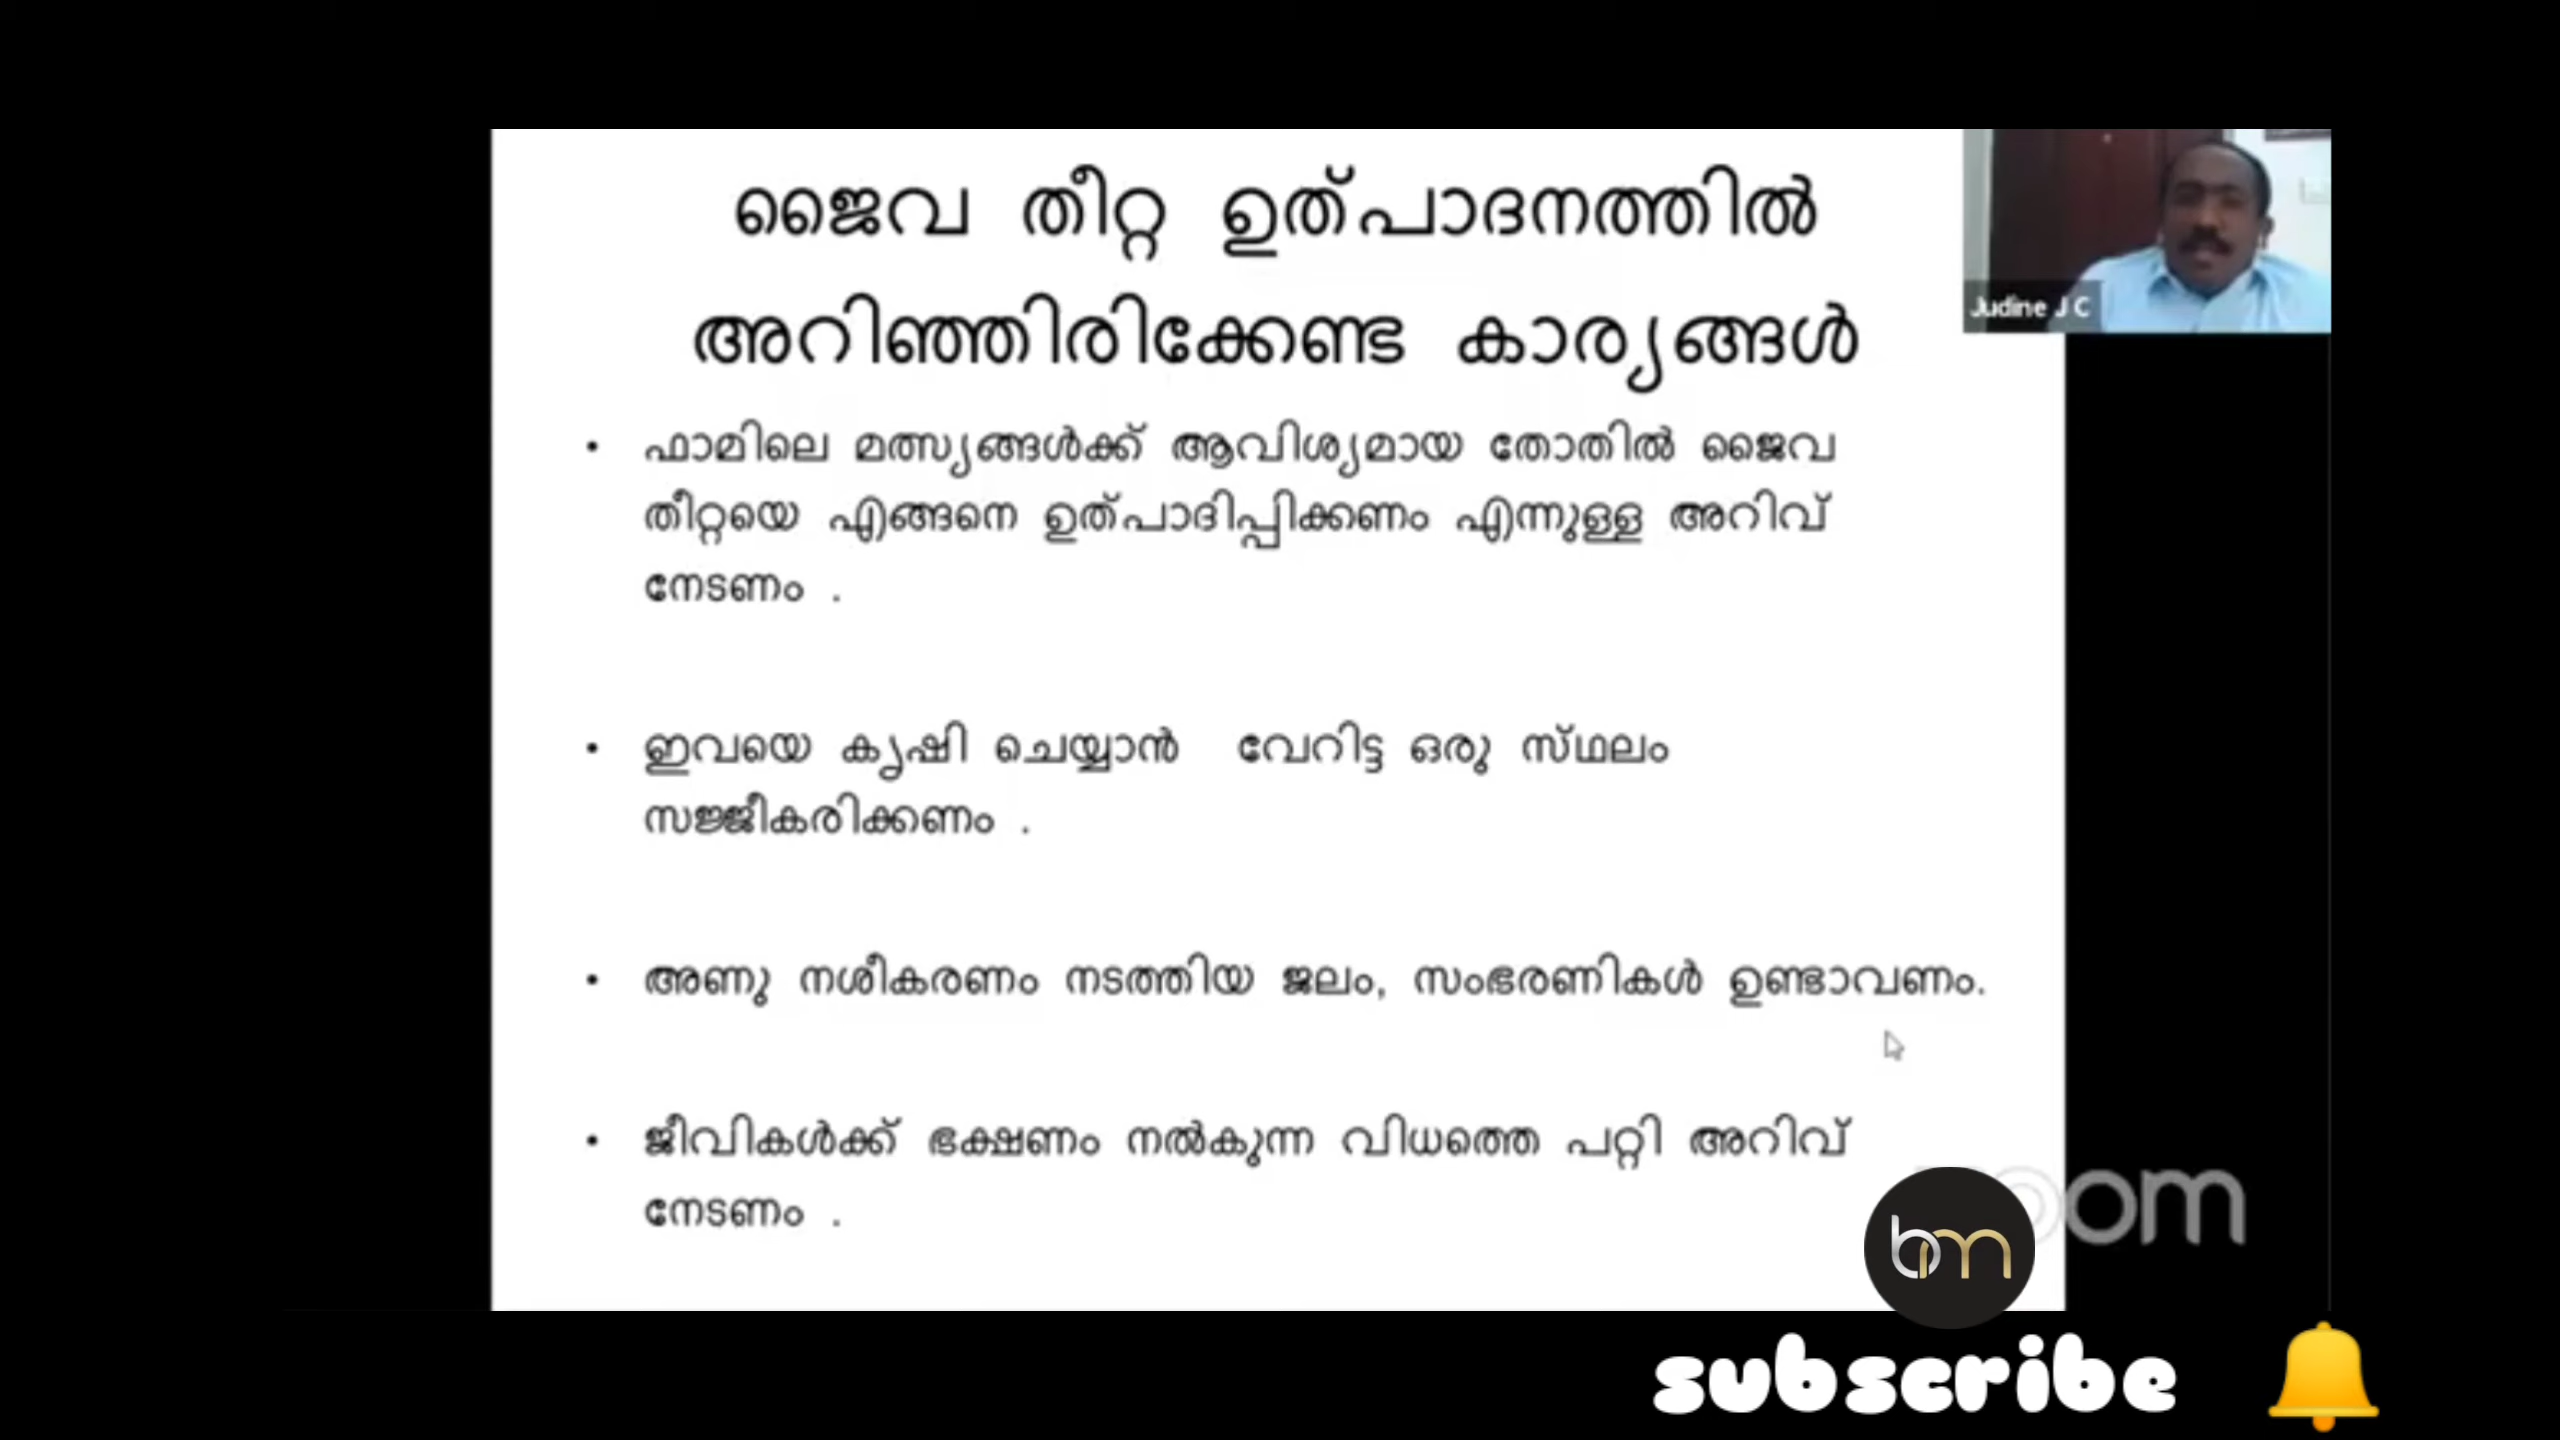 ജൈവ തീറ്റ ഉത്പാദനത്തിൽ
അറിഞ്ഞിരിക്കേണ്ട കാര്യങ്ങൾ
Judine J C
• ഫാമിലെ മത്സ്യങ്ങൾക്ക് ആവിശ്യമായ തോതിൽ ജൈവ
തീറ്റയെ എങ്ങനെ ഉത്പാദിപ്പിക്കണം എന്നുള്ള അറിവ്
നേടണം .
• ഇവയെ കൃഷി ചെയ്യാൻ വേറിട്ട ഒരു സ്ഥലം
സജ്ജീകരിക്കണം .
• അണു നശീകരണം നടത്തിയ ജലം, സംഭരണികൾ ഉണ്ടാവണം.
• ജീവികൾക്ക് ഭക്ഷണം നൽകുന്ന വിധത്തെ പറ്റി അറിവ്
നേടണം .
zoom
bm
subscribe